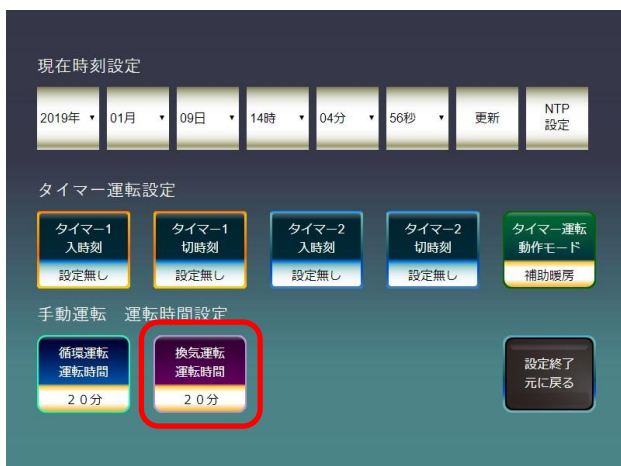 現在時刻設定
2019年 01月 09日 14時 04分 56秒 更新 NTP
設定
タイマー運転設定
タイマー1 タイマー1 タイマー2 タイマー2 タイマー運転
入時刻 切時刻 入時刻 切時刻 動作モード
設定無し 設定無し 設定無し 設定無し 補助暖房
手動運転 運転時間設定
循環運転 換気運転 設定終了
運転時間 運転時間 元に戻る
20分 20分